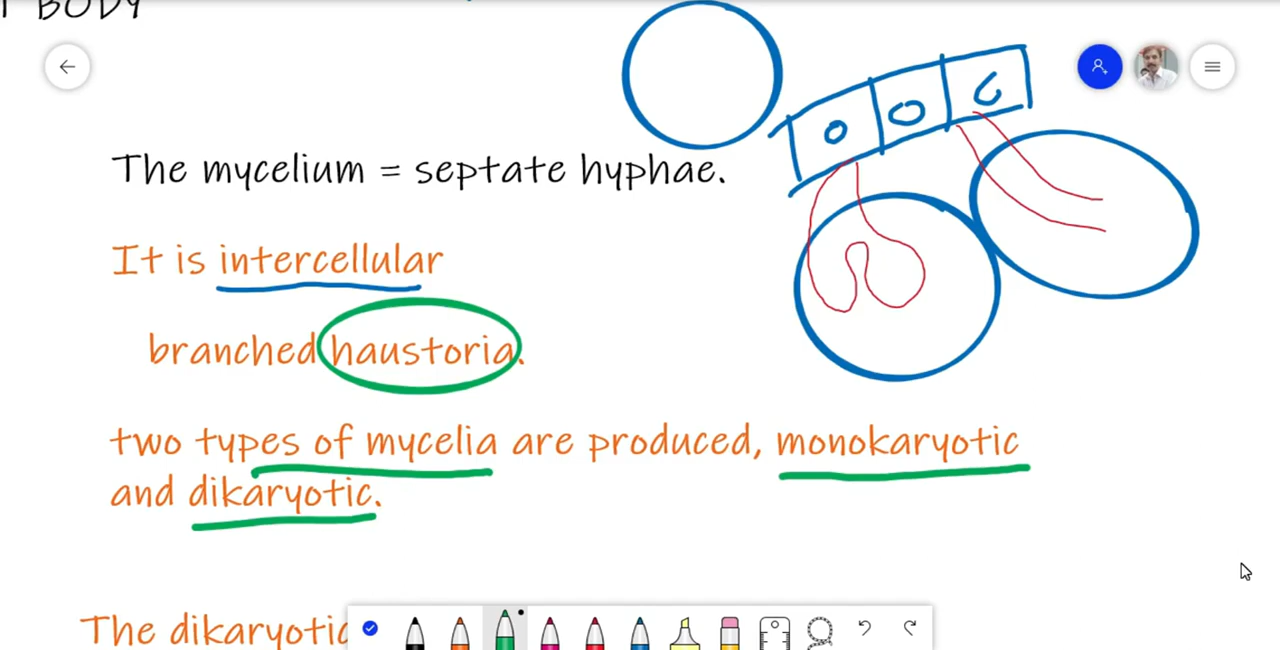 T BODY
The mycelium = septate hyphae.
It is intercellular
branched haustoria.
two types of mycelia are produced, monokaryotic
and dikaryotic.
The dikaryotic